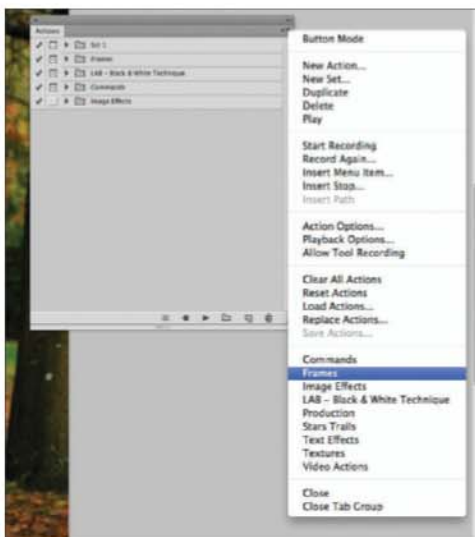 Actions
Set 1
Frames
LAB - Black & White Technique
Commands
Image Effects
Button Mode
New Action...
New Set...
Duplicate
Delete
Play
Start Recording
Record Again...
Insert Menu Item...
Insert Stop...
Insert Path
Action Options...
Playback Options...
Allow Tool Recording
Clear All Actions
Reset Actions
Load Actions...
Replace Actions...
Save Actions...
Commands
Frames
Image Effects
LAB - Black & White Technique
Production
Stars Trails
Text Effects
Textures
Video Actions
Close
Close Tab Group